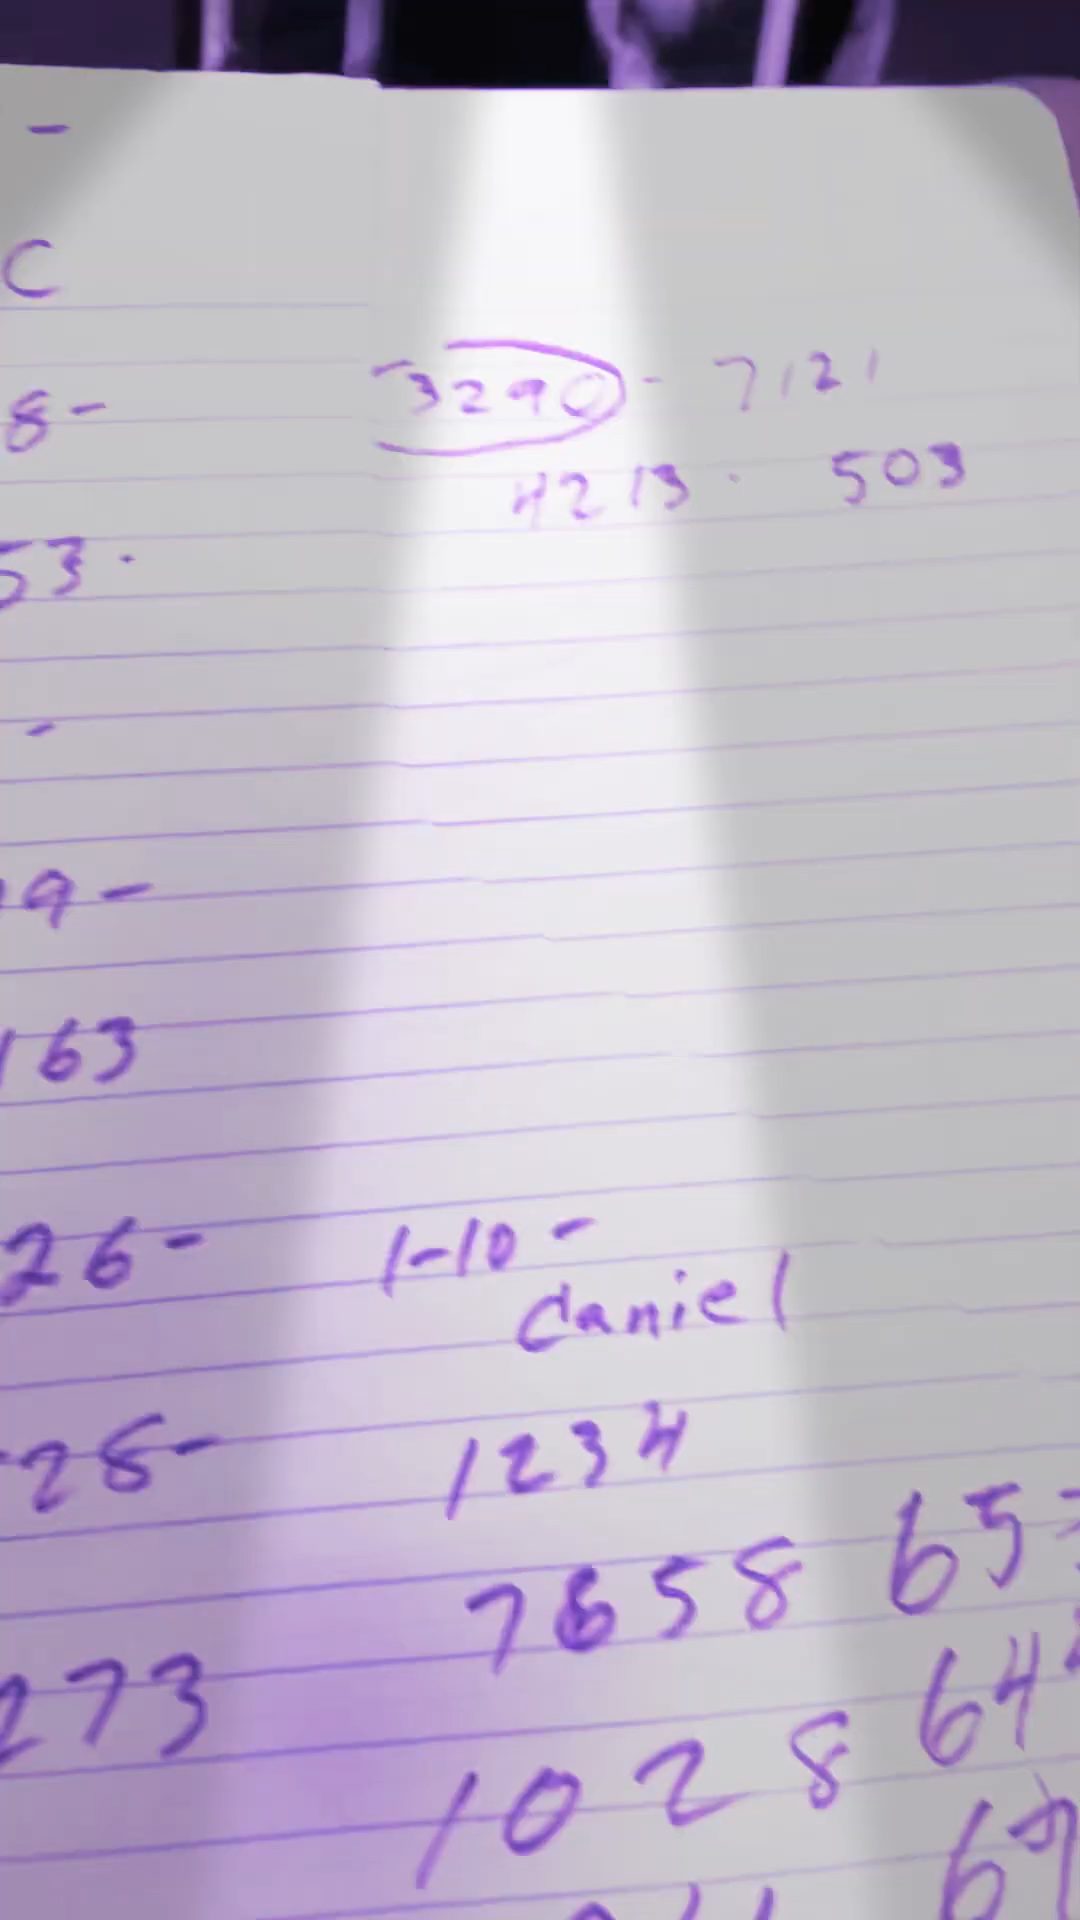 -
C
3290 - 7121
8-
4213 . 503
53.
-
9-
163
26- 1-10 -
daniel
28- 1234
7658 65
273 64
1028